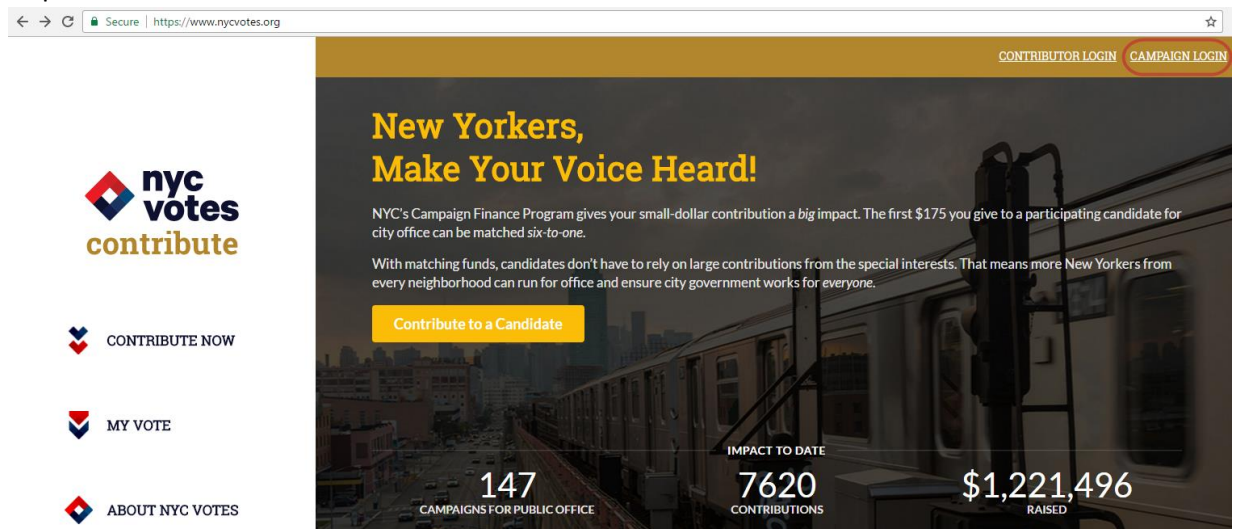 Secure | https://www.nycvotes.org
CONTRIBUTOR LOGIN CAMPAIGN LOGIN
nyc
votes
contribute
CONTRIBUTE NOW
MY VOTE
ABOUT NYC VOTES
New Yorkers,
Make Your Voice Heard!
NYC's Campaign Finance Program gives your small-dollar contribution a big impact. The first $175 you give to a participating candidate for
city office can be matched six-to-one.
With matching funds, candidates don't have to rely on large contributions from the special interests. That means more New Yorkers from
every neighborhood can run for office and ensure city government works for everyone.
Contribute to a Candidate
IMPACT TO DATE
147
CAMPAIGNS FOR PUBLIC OFFICE
7620
CONTRIBUTIONS
$1,221,496
RAISED